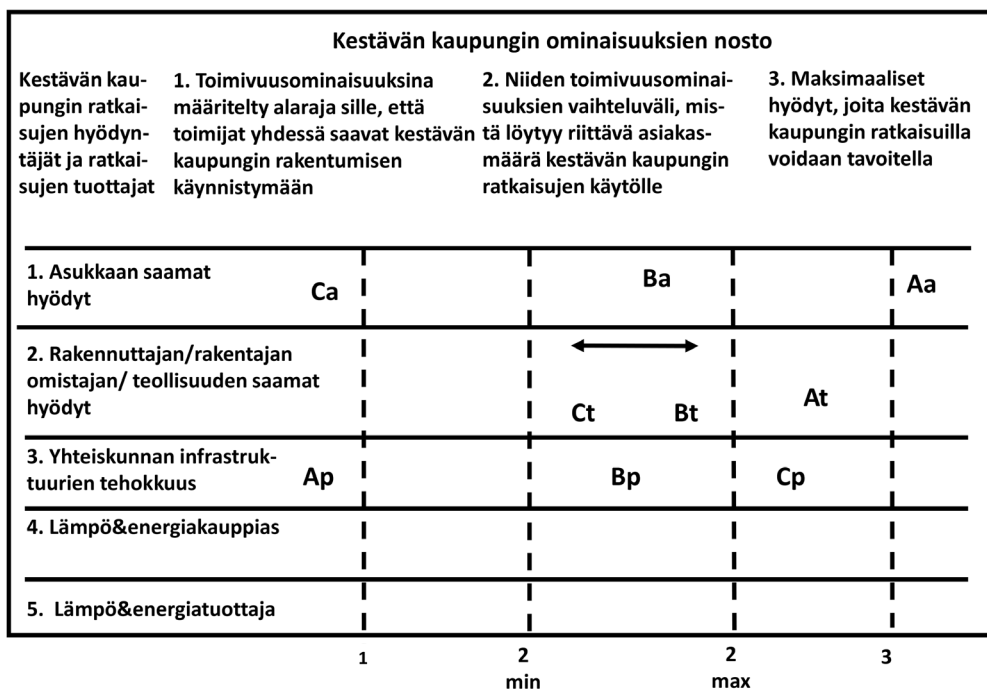 Kestävän kaupungin ominaisuuksien nosto
Kestävän kau-
pungin ratkai-
sujen hyödyn-
täjät ja ratkai-
sujen tuottajat
1. Toimivuusominaisuuksina
määritelty alaraja sille, että
toimijat yhdessä saavat kestävän
kaupungin rakentumisen
käynnistymään
2. Niiden toimivuusominai-
suuksien vaihteluväli, mis-
tä löytyy riittävä asiakas-
määrä kestävän kaupungin
ratkaisujen käytölle
3. Maksimaaliset
hyödyt, joita kestävän
kaupungin ratkaisuilla
voidaan tavoitella
1. Asukkaan saamat
hyödyt
Ca
Ba
Aa
2. Rakennuttajan/rakentajan
omistajan/ teollisuuden saamat
hyödyt
Ct
Bt
At
3. Yhteiskunnan infrastruk-
tuurien tehokkuus
Ap
Bp
Cp
4. Lämpö&energiakauppias
5. Lämpö&energiatuottaja
1
2
min
2
max
3